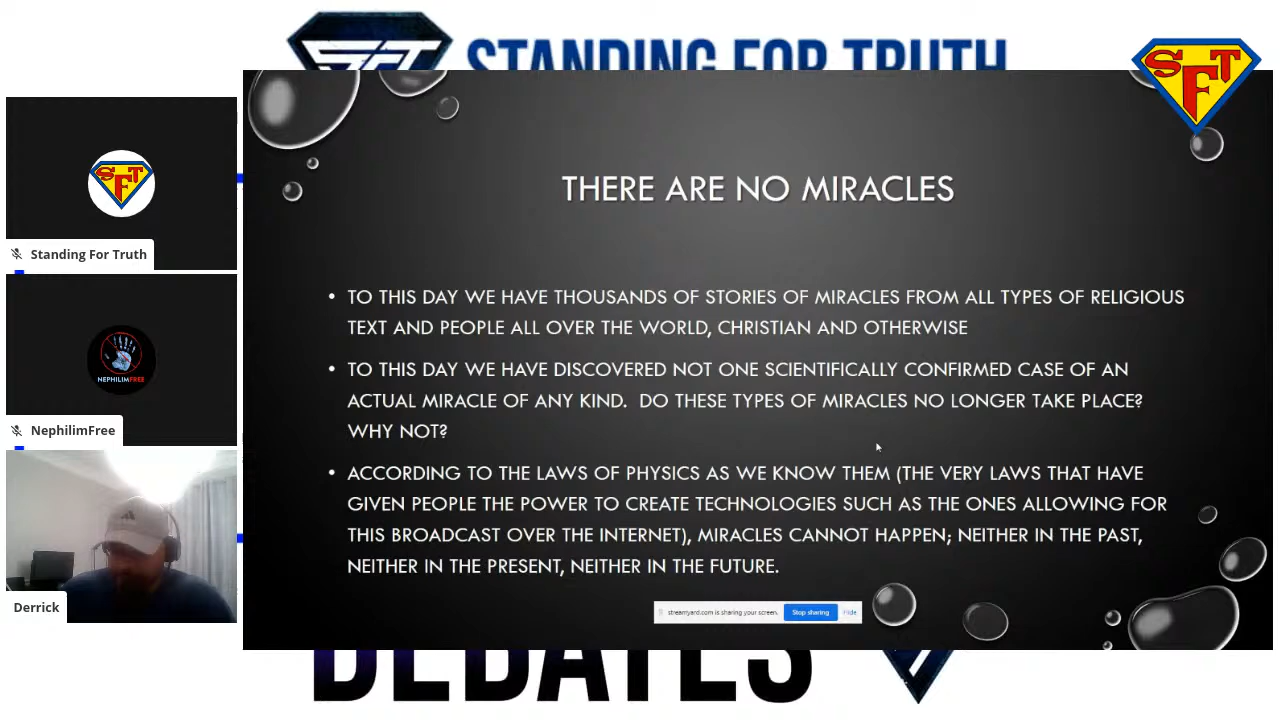 SFT STANDING FOR TRUTH
SFT
THERE ARE NO MIRACLES
• TO THIS DAY WE HAVE THOUSANDS OF STORIES OF MIRACLES FROM ALL TYPES OF RELIGIOUS
TEXT AND PEOPLE ALL OVER THE WORLD, CHRISTIAN AND OTHERWISE
• TO THIS DAY WE HAVE DISCOVERED NOT ONE SCIENTIFICALLY CONFIRMED CASE OF AN
ACTUAL MIRACLE OF ANY KIND. DO THESE TYPES OF MIRACLES NO LONGER TAKE PLACE?
WHY NOT?
• ACCORDING TO THE LAWS OF PHYSICS AS WE KNOW THEM (THE VERY LAWS THAT HAVE
GIVEN PEOPLE THE POWER TO CREATE TECHNOLOGIES SUCH AS THE ONES ALLOWING FOR
THIS BROADCAST OVER THE INTERNET), MIRACLES CANNOT HAPPEN; NEITHER IN THE PAST,
NEITHER IN THE PRESENT, NEITHER IN THE FUTURE.
streamyard.com is sharing your screen. Stop sharing Hide
SFT
Standing For Truth
NEPHILIMFREE
NephilimFree
Derrick
DEBATES